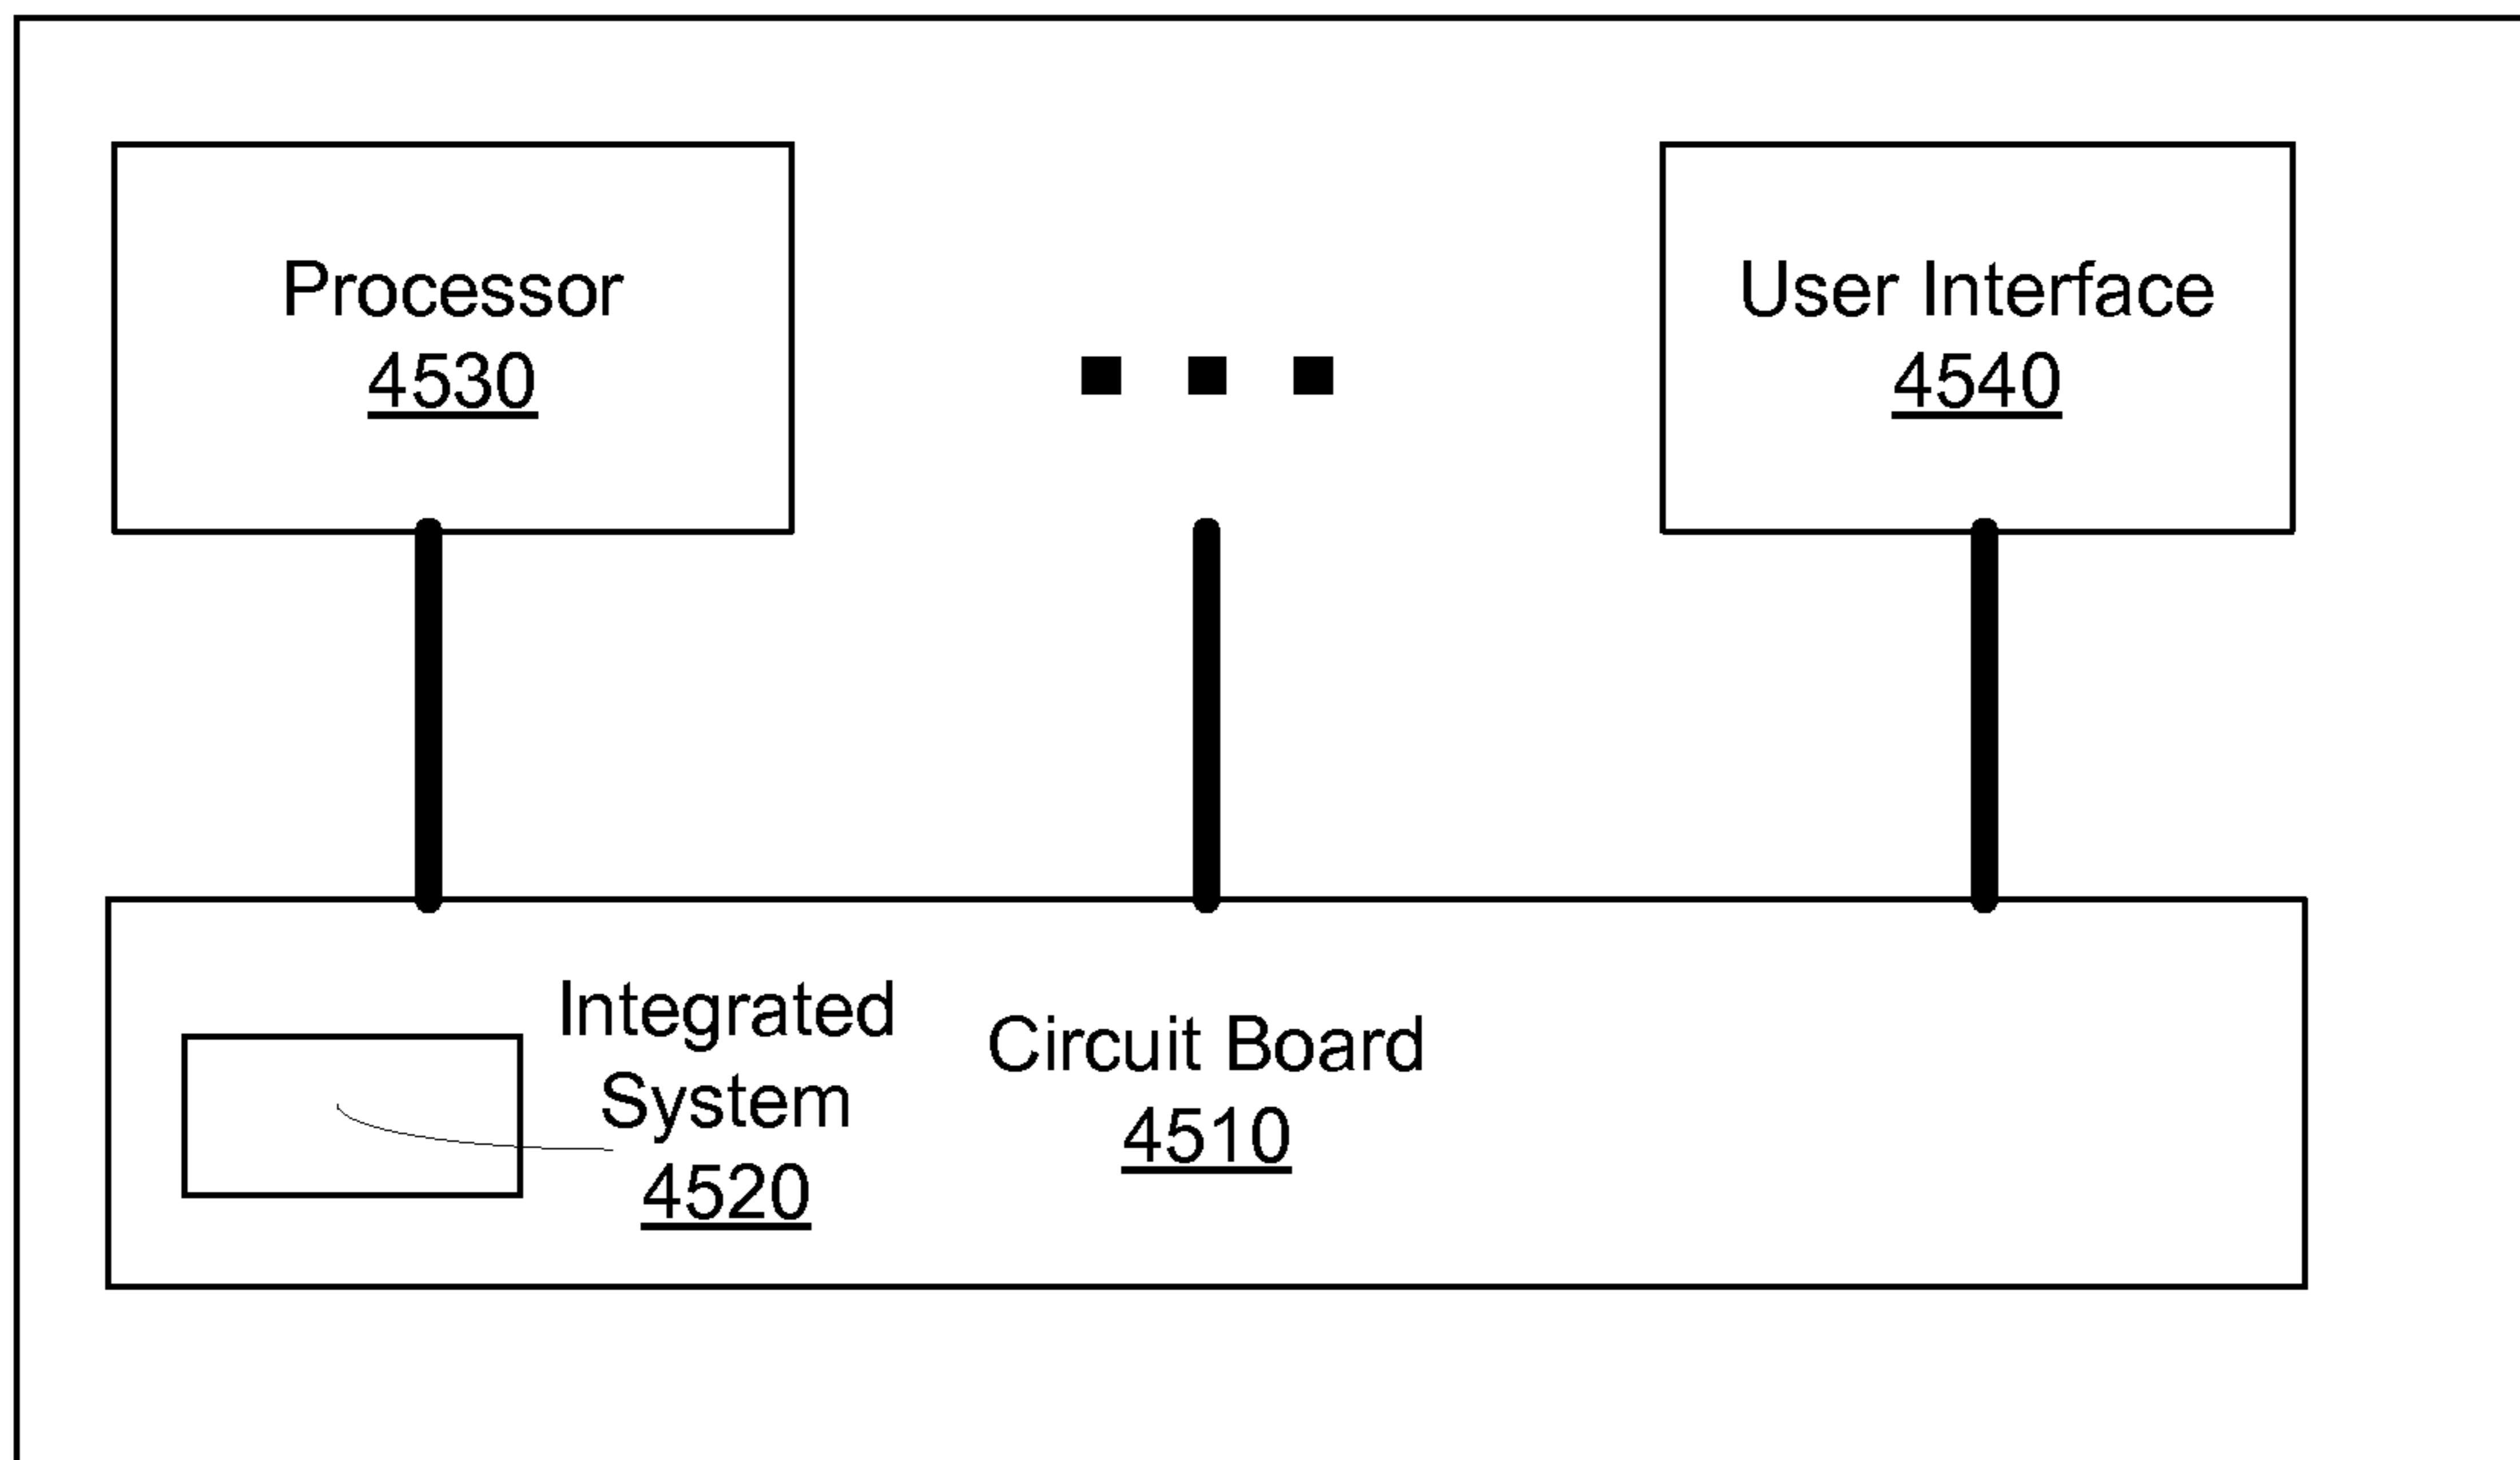 Processor
4530
User Interface
4540
Integrated
System
4520
Circuit Board
4510